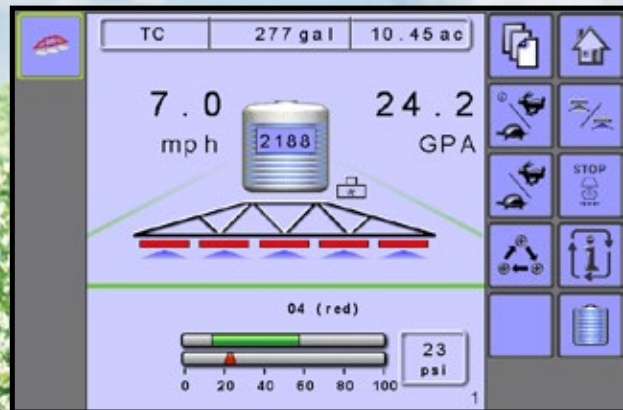 TC 277 gal 10.45 ac
7.0 24.2
mph GPA
2188
STOP
04 (red)
23
psi
0 20 40 60 80 100
1